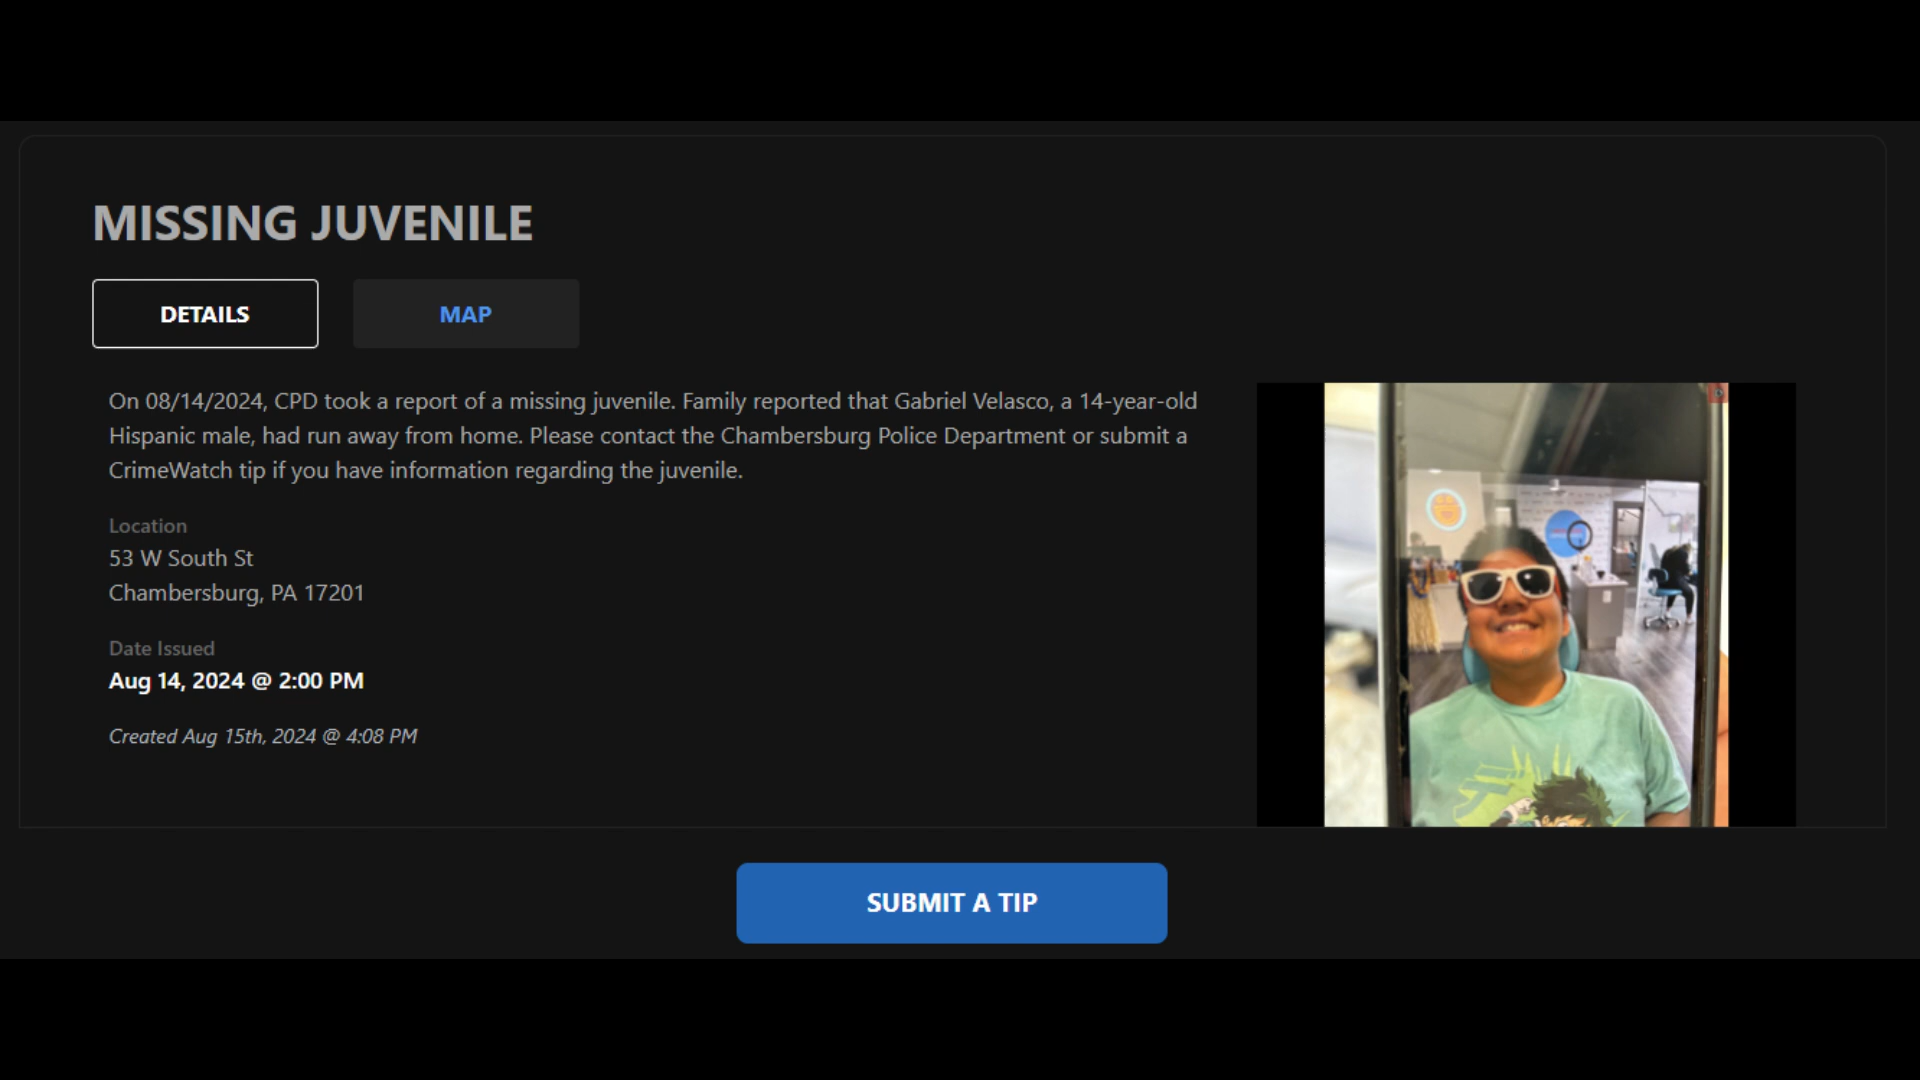 MISSING JUVENILE
DETAILS
MAP
On 08/14/2024, CPD took a report of a missing juvenile. Family reported that Gabriel Velasco, a 14-year-old
Hispanic male, had run away from home. Please contact the Chambersburg Police Department or submit a
CrimeWatch tip if you have information regarding the juvenile.
Location
53 W South St
Chambersburg, PA 17201
Date Issued
Aug 14, 2024 @ 2:00 PM
Created Aug 15th, 2024 @ 4:08 PM
SUBMIT A TIP